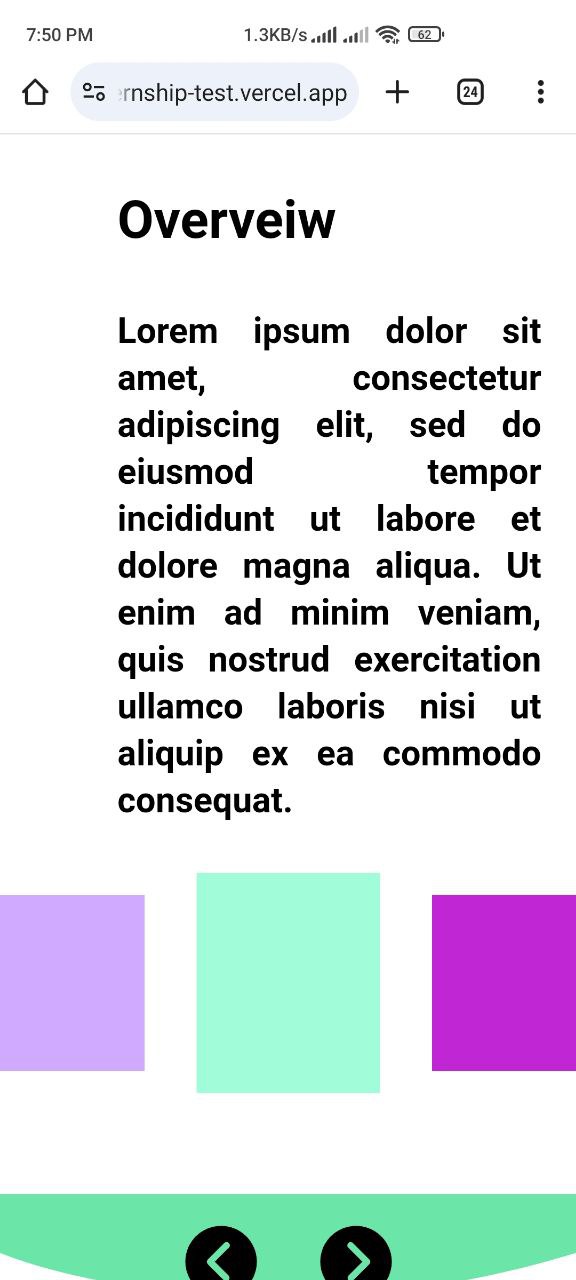 7:50 PM 1.3KB/s 62
rnship-test.vercel.app 24
Overveiw
Lorem ipsum dolor sit
amet, consectetur
adipiscing elit, sed do
eiusmod tempor
incididunt ut labore et
dolore magna aliqua. Ut
enim ad minim veniam,
quis nostrud exercitation
ullamco laboris nisi ut
aliquip ex ea commodo
consequat.